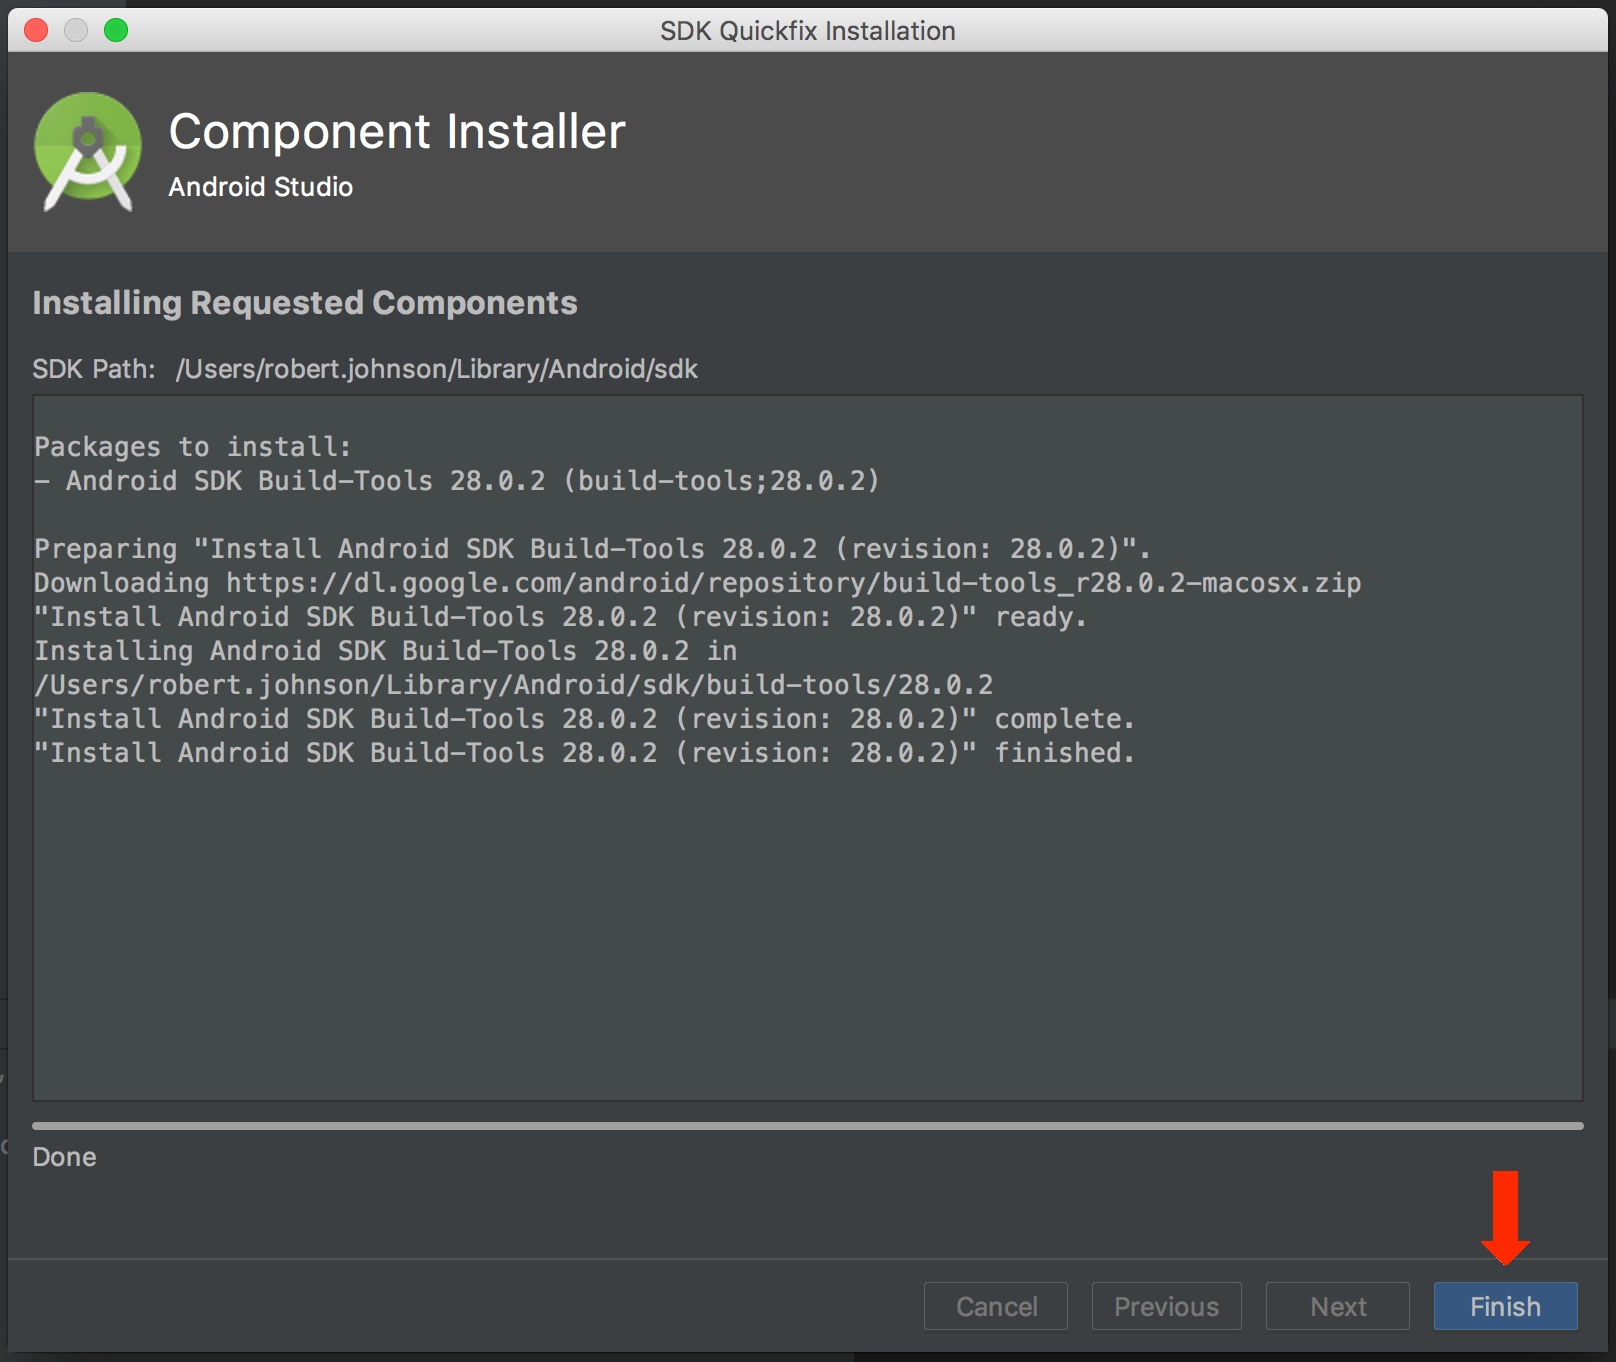 SDK Quickfix Installation
Component Installer
Android Studio
Installing Requested Components
SDK Path: /Users/robert.johnson/Library/Android/sdk
Packages to install:
- Android SDK Build-Tools 28.0.2 (build-tools;28.0.2)
Preparing "Install Android SDK Build-Tools 28.0.2 (revision: 28.0.2)".
Downloading https://dl.google.com/android/repository/build-tools_r28.0.2-macosx.zip
"Install Android SDK Build-Tools 28.0.2 (revision: 28.0.2)" ready.
Installing Android SDK Build-Tools 28.0.2 in
/Users/robert.johnson/Library/Android/sdk/build-tools/28.0.2
"Install Android SDK Build-Tools 28.0.2 (revision: 28.0.2)" complete.
"Install Android SDK Build-Tools 28.0.2 (revision: 28.0.2)" finished.
Done
Cancel Previous Next Finish